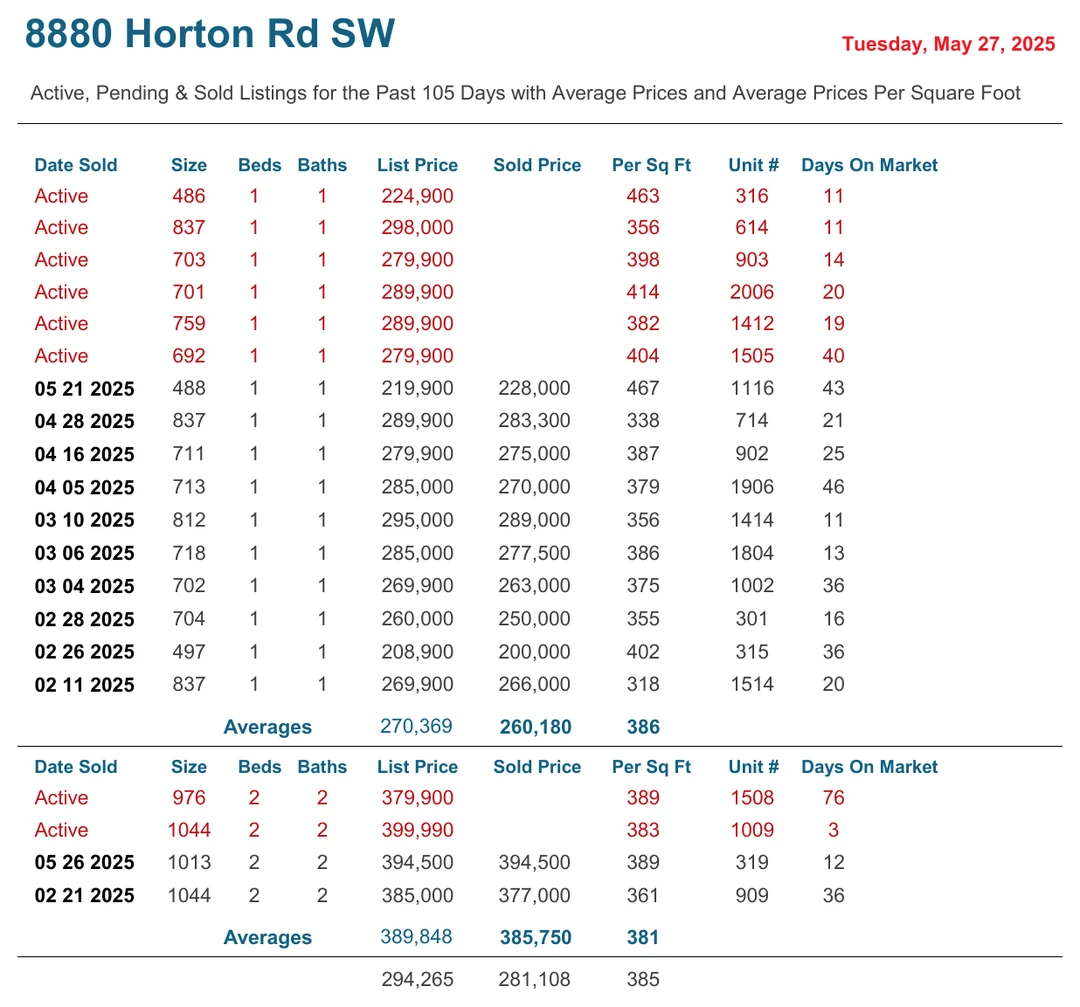 8880 Horton Rd SW
Tuesday, May 27, 2025
Active, Pending & Sold Listings for the Past 105 Days with Average Prices and Average Prices Per Square Foot
Date Sold Size Beds Baths List Price Sold Price Per Sq Ft Unit # Days On Market
Active 486 1 1 224,900 463 316 11
Active 837 1 1 298,000 356 614 11
Active 703 1 1 279,900 398 903 14
Active 701 1 1 289,900 414 2006 20
Active 759 1 1 289,900 382 1412 19
Active 692 1 1 279,900 404 1505 40
05 21 2025 488 1 1 219,900 228,000 467 1116 43
04 28 2025 837 1 1 289,900 283,300 338 714 21
04 16 2025 711 1 1 279,900 275,000 387 902 25
04 05 2025 713 1 1 285,000 270,000 379 1906 46
03 10 2025 812 1 1 295,000 289,000 356 1414 11
03 06 2025 718 1 1 285,000 277,500 386 1804 13
03 04 2025 702 1 1 269,900 263,000 375 1002 36
02 28 2025 704 1 1 260,000 250,000 355 301 16
02 26 2025 497 1 1 208,900 200,000 402 315 36
02 11 2025 837 1 1 269,900 266,000 318 1514 20
Averages 270,369 260,180 386
Date Sold Size Beds Baths List Price Sold Price Per Sq Ft Unit # Days On Market
Active 976 2 2 379,900 389 1508 76
Active 1044 2 2 399,990 383 1009 3
05 26 2025 1013 2 2 394,500 394,500 389 319 12
02 21 2025 1044 2 2 385,000 377,000 361 909 36
Averages 389,848 385,750 381
294,265 281,108 385